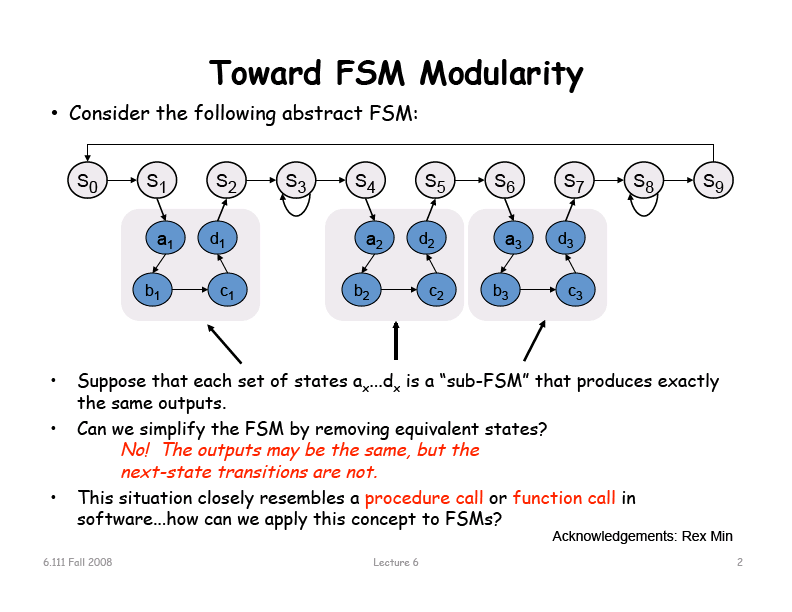 Toward FSM Modularity
• Consider the following abstract FSM:
S0 S1 S2 S3 S4 S5 S6 S7 S8 S9
a1 d1 a2 d2 a3 d3
b1 c1 b2 c2 b3 c3
• Suppose that each set of states ax...dx is a “sub-FSM” that produces exactly
the same outputs.
• Can we simplify the FSM by removing equivalent states?
No! The outputs may be the same, but the
next-state transitions are not.
• This situation closely resembles a procedure call or function call in
software...how can we apply this concept to FSMs?
Acknowledgements: Rex Min
6.111 Fall 2008 Lecture 6 2